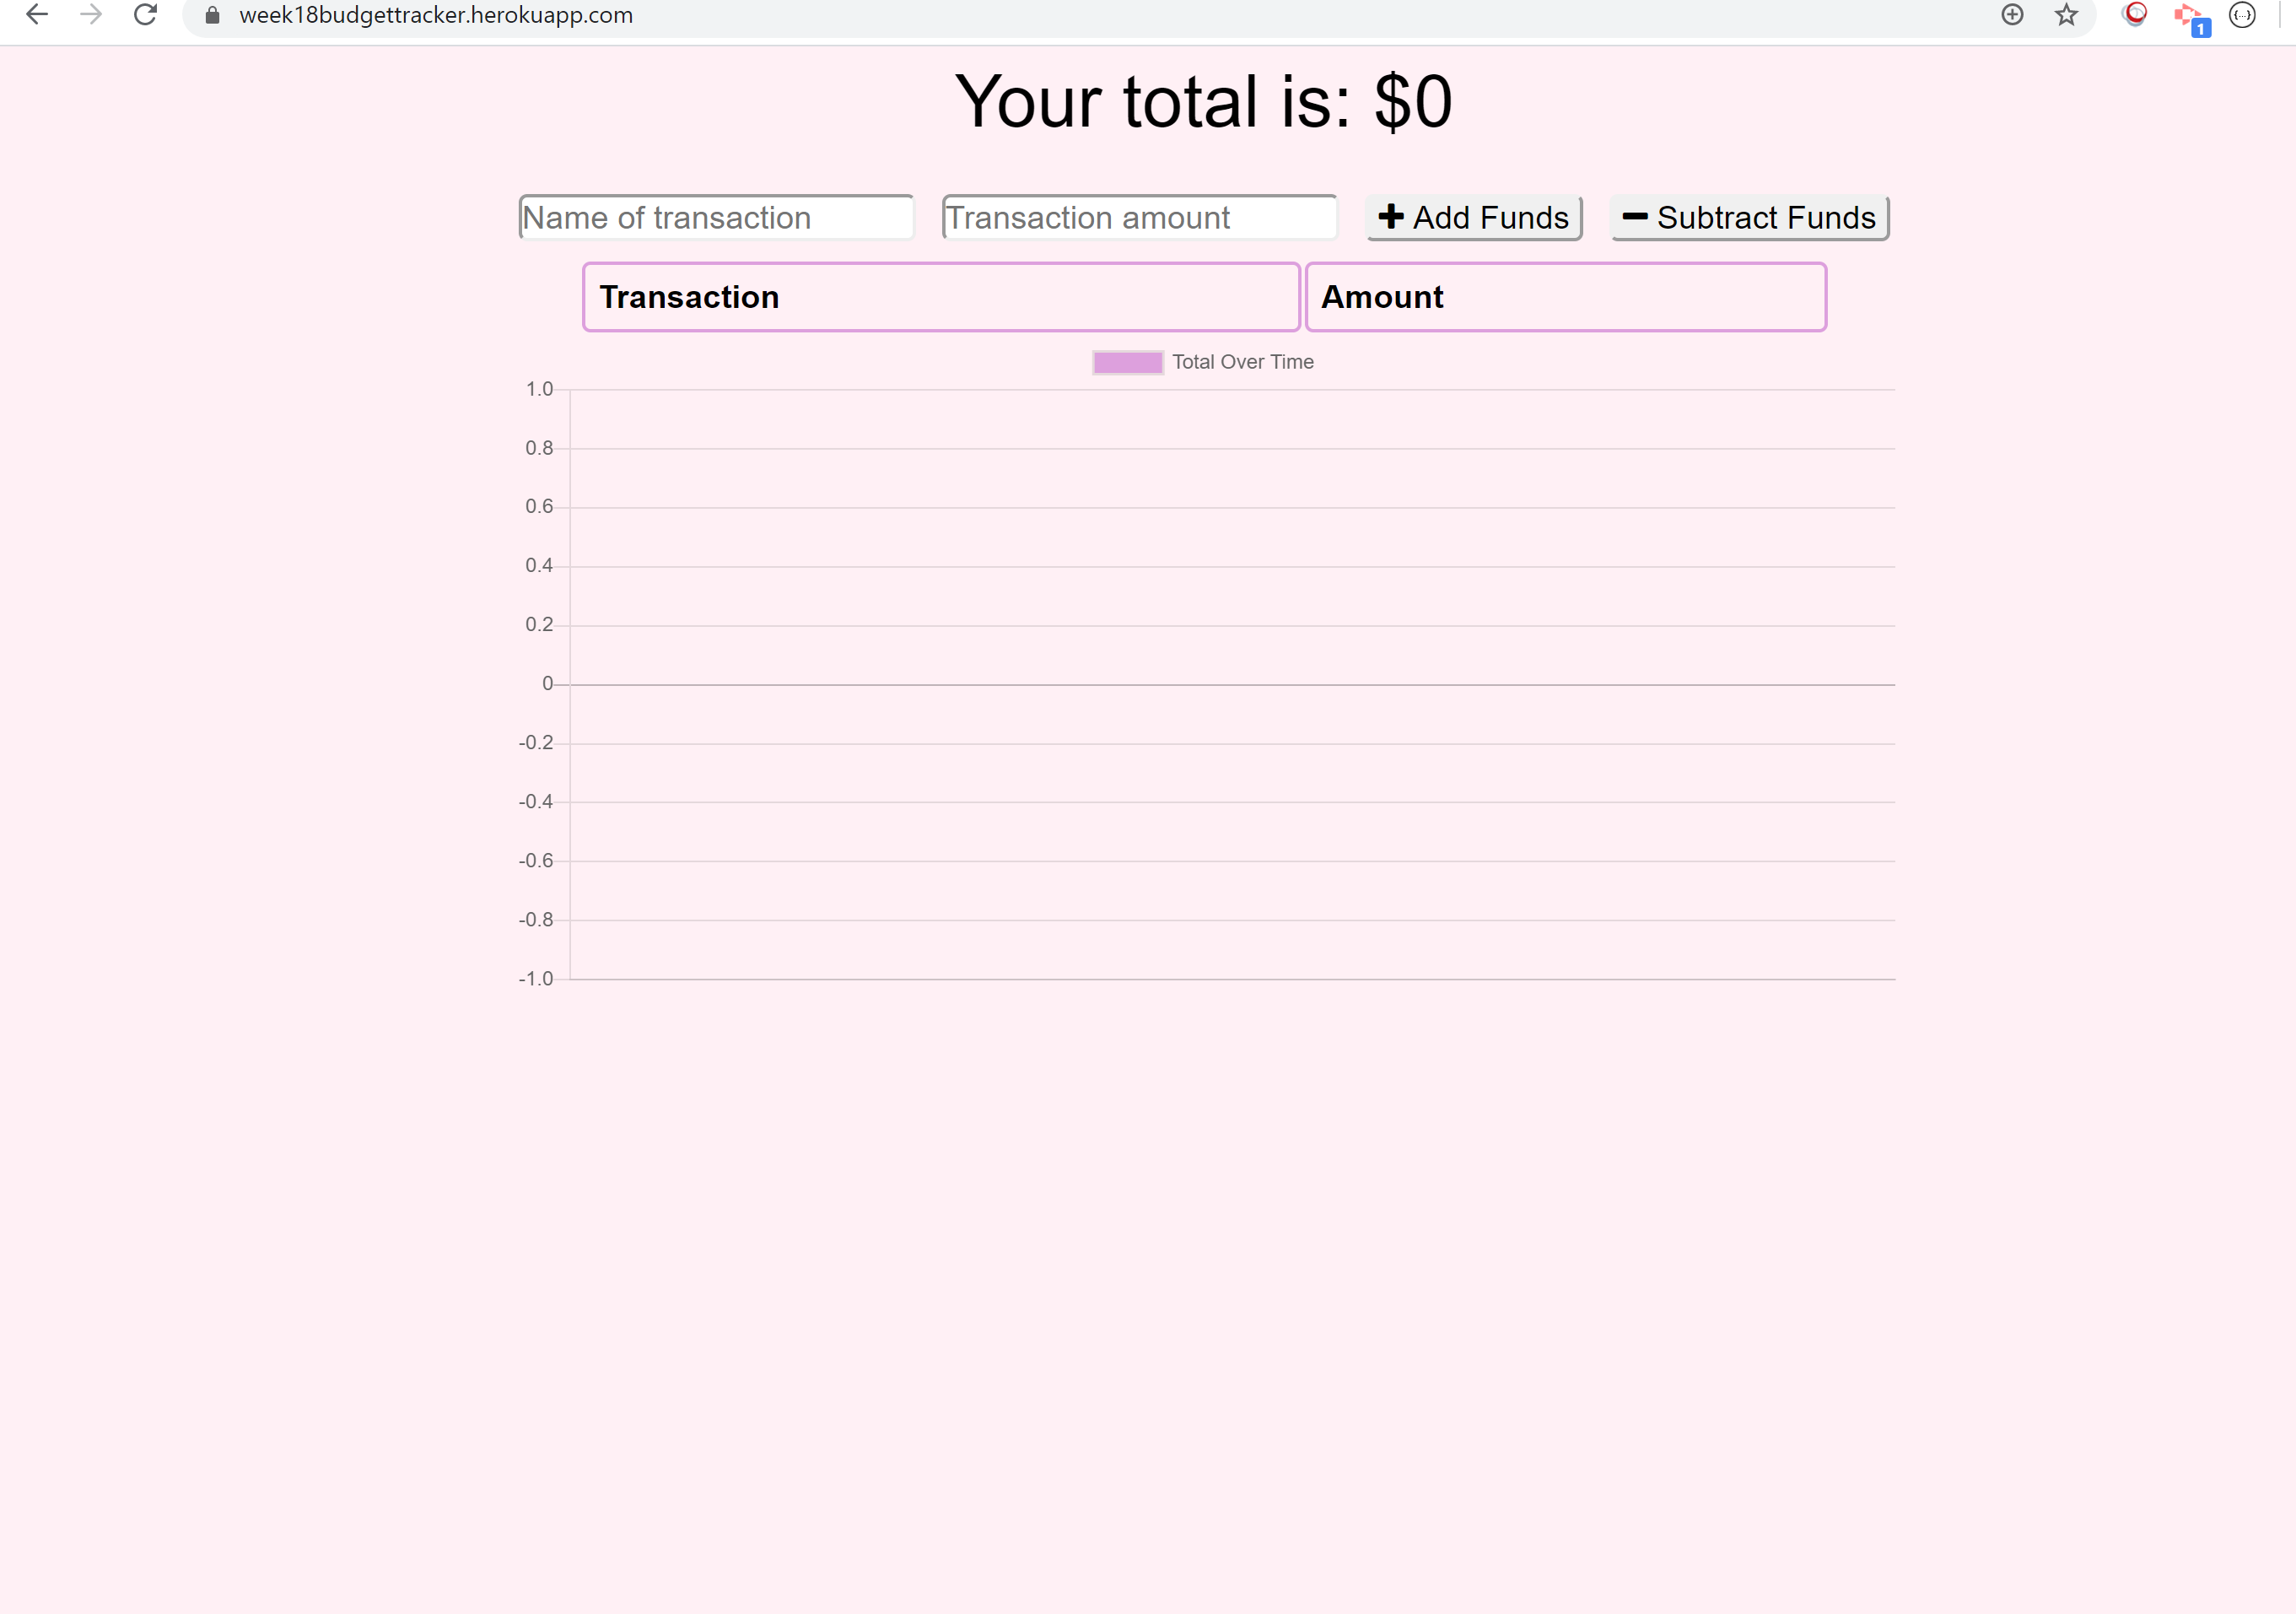 week18budgettracker.herokuapp.com
1
{...}
Your total is: $0
Name of transaction Transaction amount Add Funds Subtract Funds
Transaction Amount
Total Over Time
1.0
0.8
0.6
0.4
0.2
0
-0.2
-0.4
-0.6
-0.8
-1.0